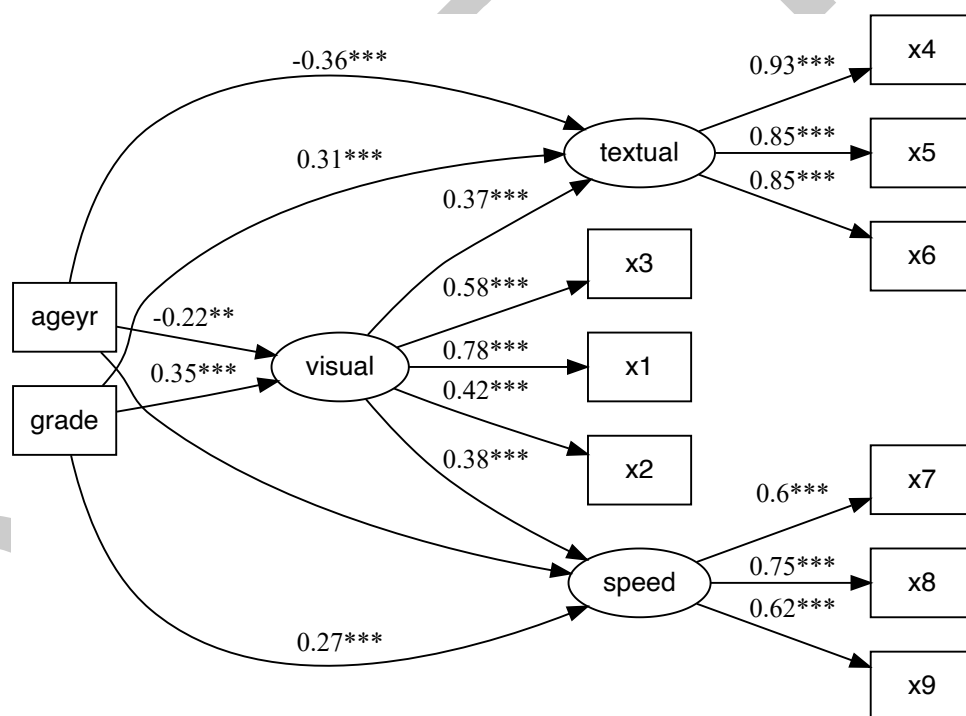 x4
-0.36***
0.93***
x5
textual
0.85***
0.31***
0.85***
0.37***
x6
x3
0.58***
ageyr
-0.22**
0.78***
x1
visual
0.35***
0.42***
grade
x2
0.38***
x7
0.6***
0.75***
speed
x8
0.62***
0.27***
x9